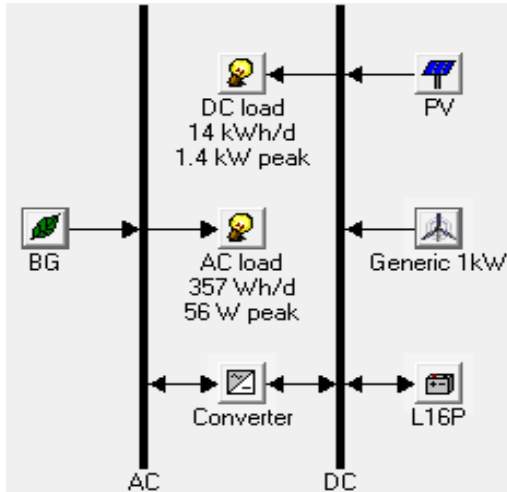 DC load
14 kWh/d
1.4 kW peak
PV
BG
AC load
357 Wh/d
56 W peak
Generic 1kW
Converter
L16P
AC
DC